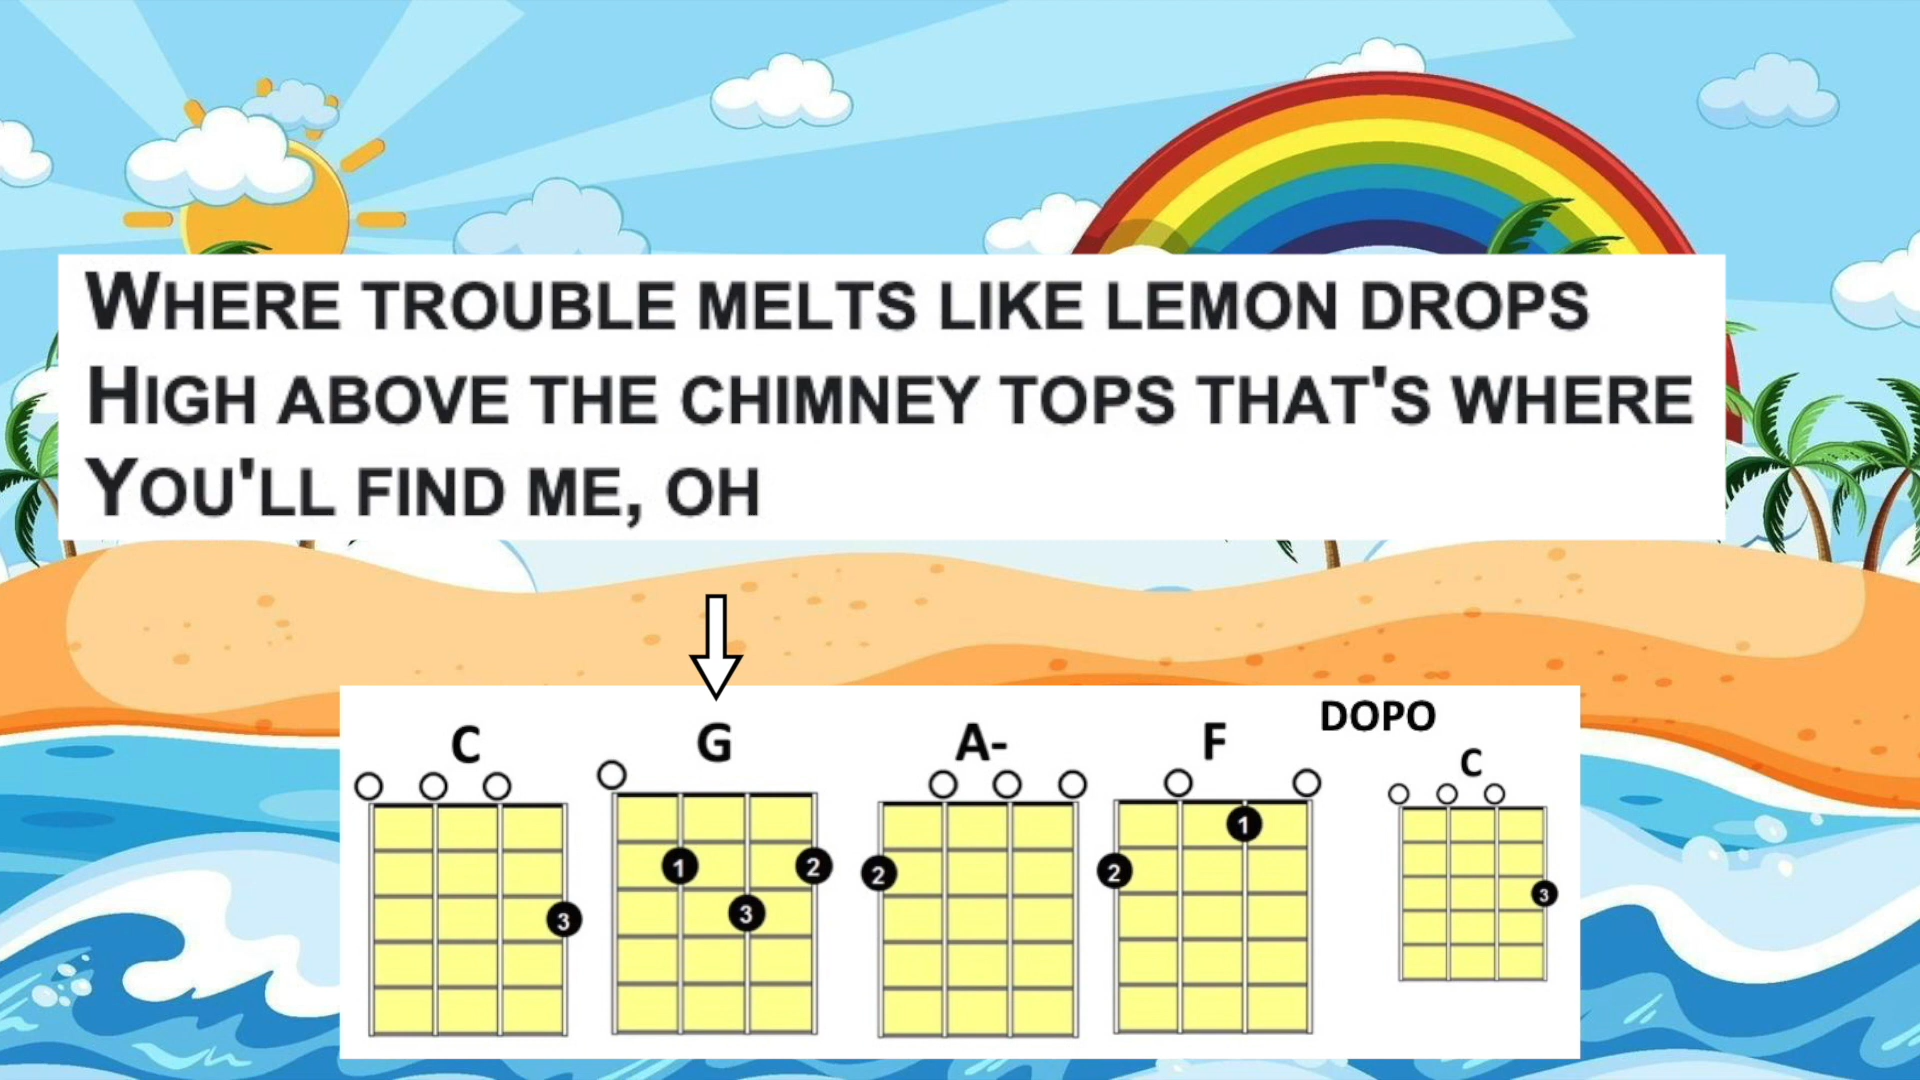 WHERE TROUBLE MELTS LIKE LEMON DROPS
HIGH ABOVE THE CHIMNEY TOPS THAT'S WHERE
YOU'LL FIND ME, OH
C G A- F DOPO C
3
1 2 3
2
1 2
3